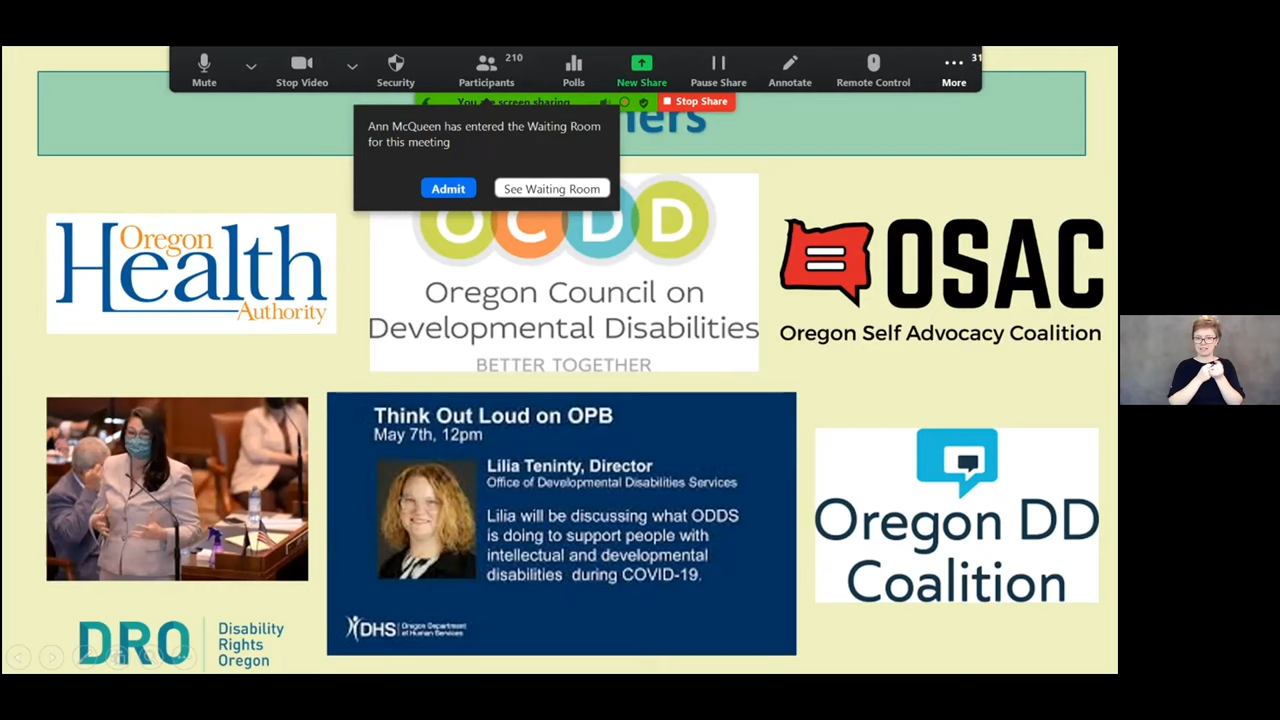 210
31
Mute
Stop Video
Security
Participants
Polls
New Share
Pause Share
Annotate
Remote Control
More
screen sharing
Stop Share
Ann McQueen has entered the Waiting Room
for this meeting
Admit
See Waiting Room
Oregon
Health
Authority
OCDD
Oregon Council on
Developmental Disabilities
BETTER TOGETHER
OSAC
Oregon Self Advocacy Coalition
Think Out Loud on OPB
May 7th, 12pm
Lilia Teninty, Director
Office of Developmental Disabilities Services
Lilia will be discussing what ODDS
is doing to support people with
intellectual and developmental
disabilities during COVID-19.
DHS
Oregon Department
of Human Services
Oregon DD
Coalition
DRO
Disability
Rights
Oregon